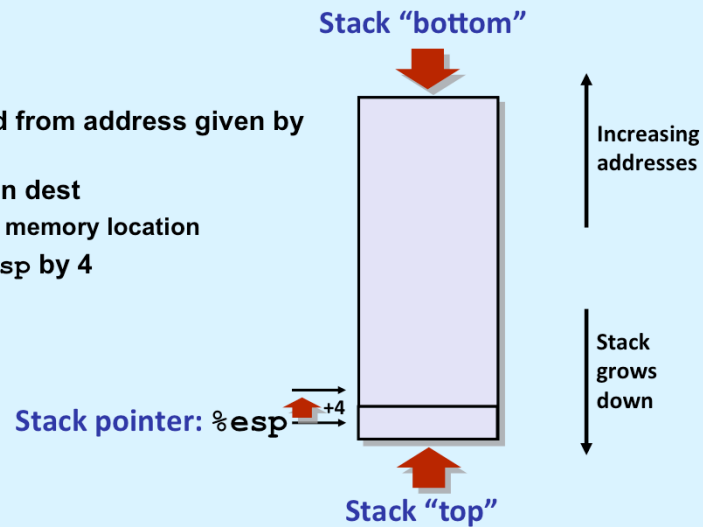 Stack “bottom”
from address given by
n dest
memory location
sp by 4
Increasing
addresses
Stack
grows
down
+4
Stack pointer: %esp
Stack “top”